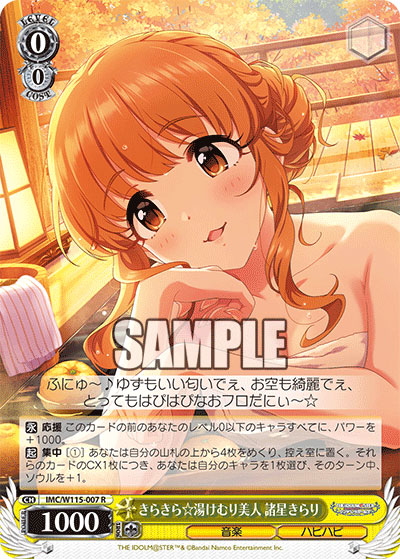 LEVEL
0
0
COST
SAMPLE
ふにゅ～♪ゆずもいい匂いでぇ、お空も綺麗でぇ、
とってもはぴはぴなおフロだにぃ～☆
永 応援 このカードの前のあなたのレベル0以下のキャラすべてに、パワーを
+1000。
起 集中［①］あなたは自分の山札の上から4枚をめくり、控え室に置く。それ
らのカードのCX1枚につき、あなたは自分のキャラを1枚選び、そのターン中、
ソウルを+1。
CH IMC/W115-007 R
きらきら☆湯けむり美人 諸星きらり
1000
音楽
ハピハピ
THE IDOLM@STER™& ©Bandai Namco Entertainment Inc.